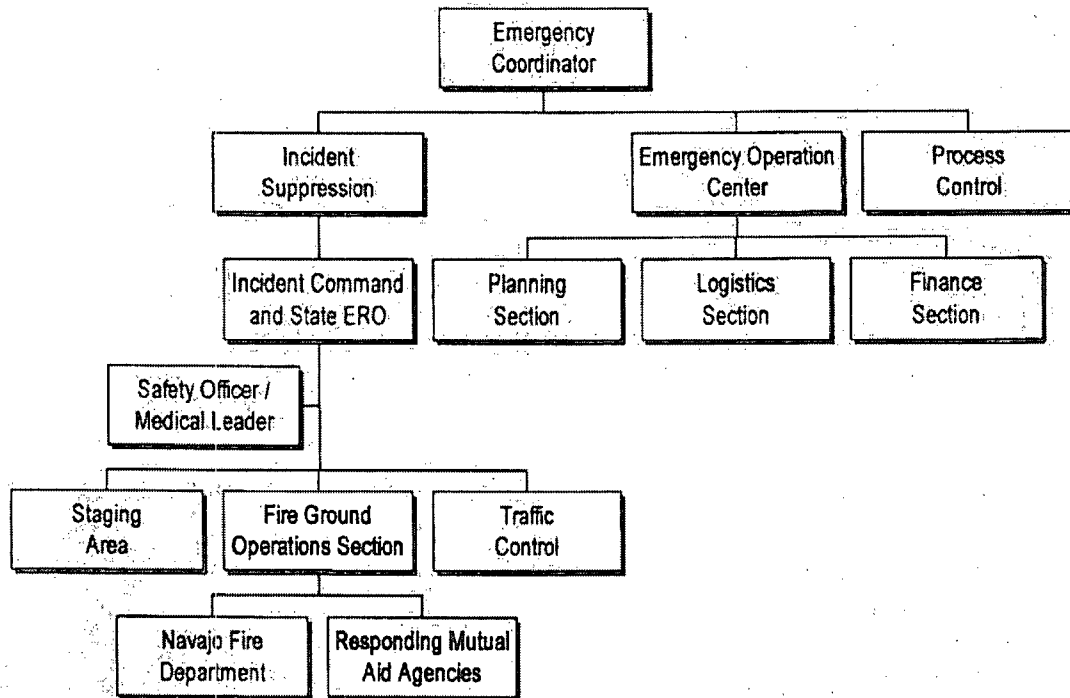 Emergency
Coordinator
Incident
Suppression
Emergency Operation
Center
Process
Control
Incident Command
and State ERO
Planning
Section
Logistics
Section
Finance
Section
Safety Officer /
Medical Leader
Staging
Area
Fire Ground
Operations Section
Traffic
Control
Navajo Fire
Department
Responding Mutual
Aid Agencies